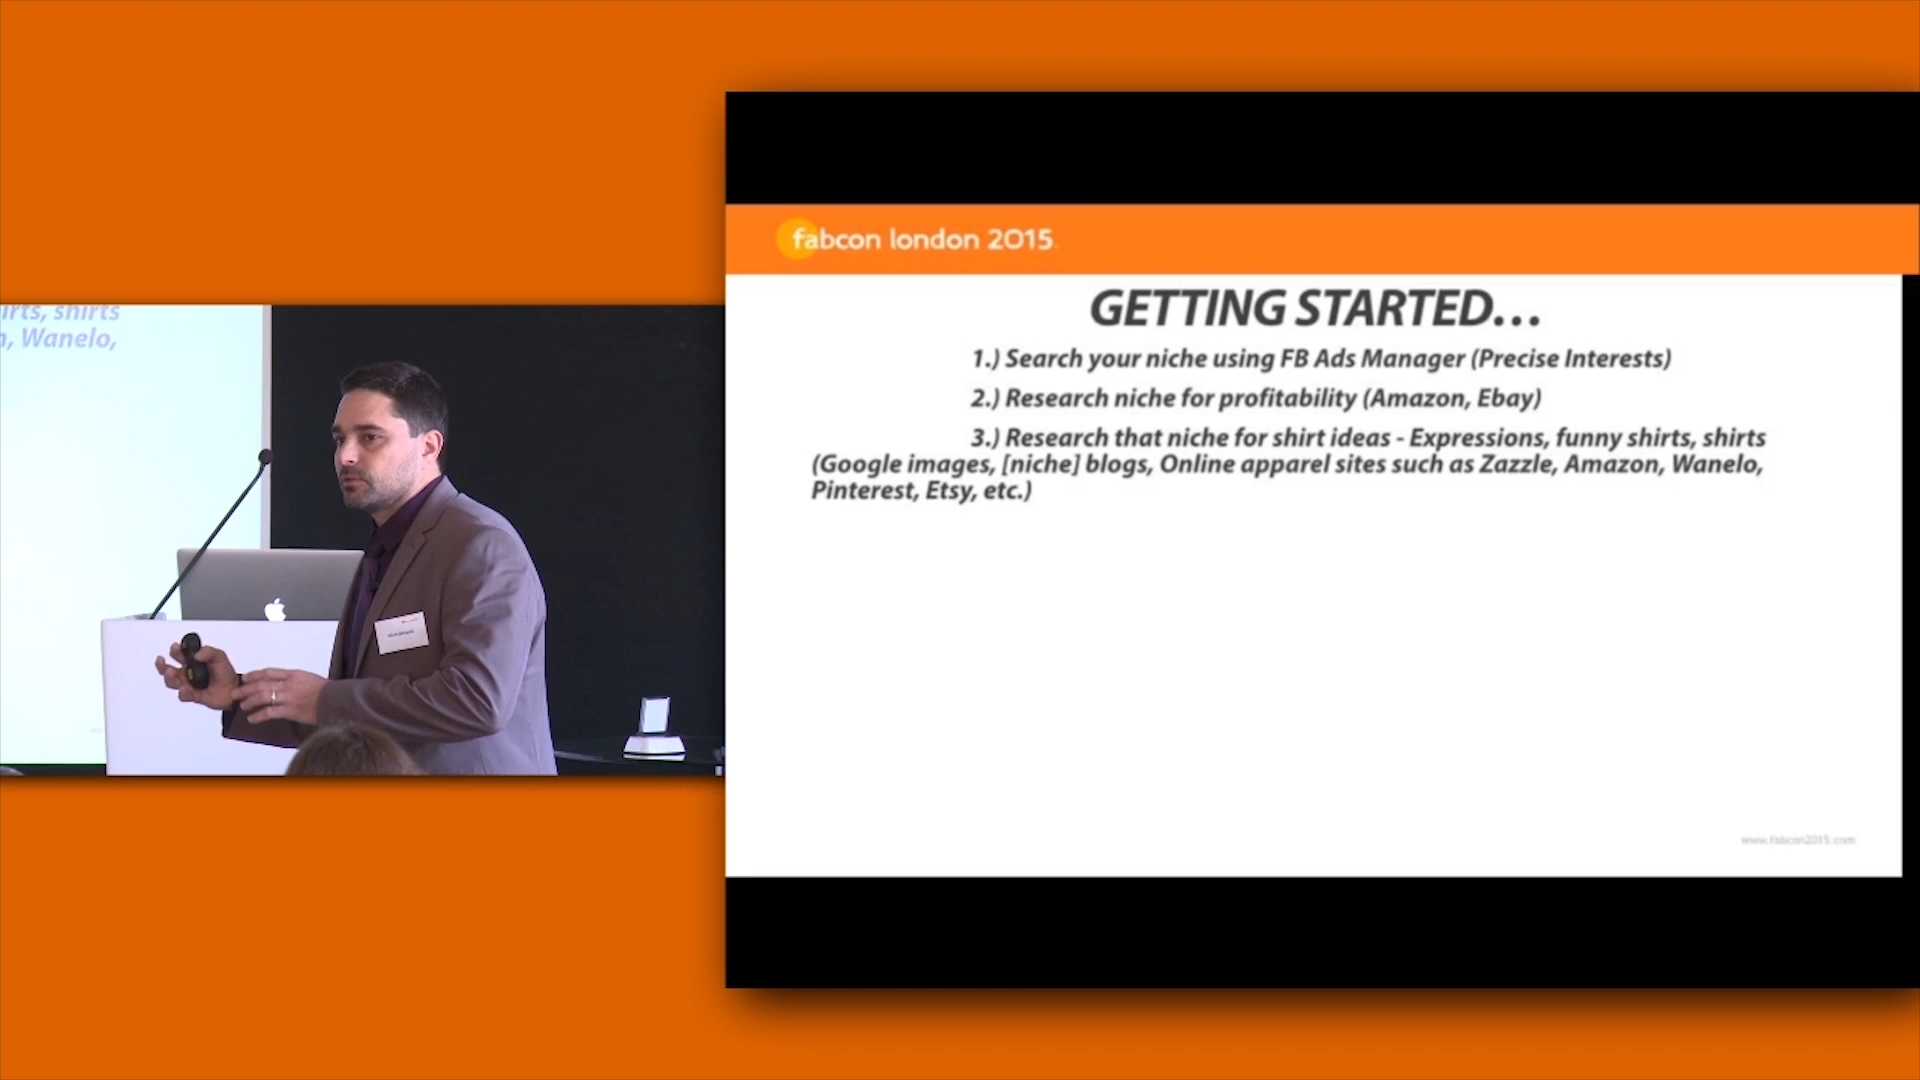 irts, shirts
, Wanelo,
fabcon london 2015
GETTING STARTED...
1.) Search your niche using FB Ads Manager (Precise Interests)
2.) Research niche for profitability (Amazon, Ebay)
3.) Research that niche for shirt ideas - Expressions, funny shirts, shirts
(Google images, [niche] blogs, Online apparel sites such as Zazzle, Amazon, Wanelo,
Pinterest, Etsy, etc.)
www.fabcon2015.com